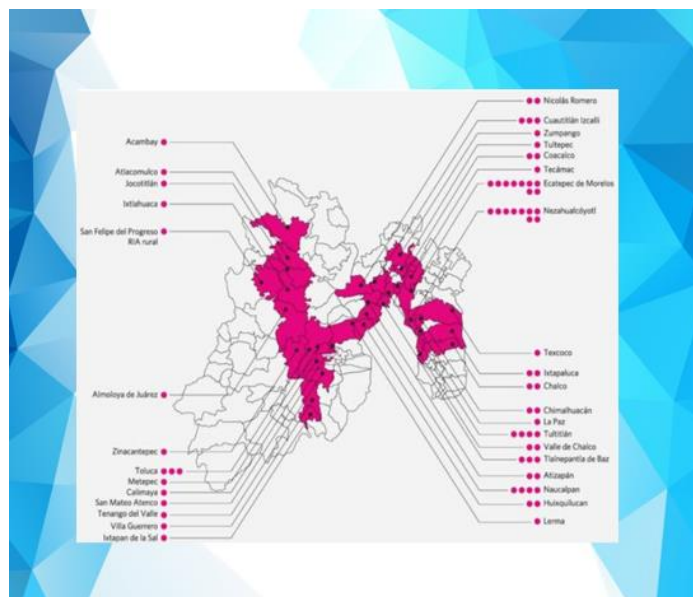 Acambay
Atlacomulco
Jocotitlán
Ixtlahuaca
San Felipe del Progreso
RIA rural
Almoloya de Juárez
Zinacantepec
Toluca
Metepec
Calimaya
San Mateo Atenco
Tenango del Valle
Villa Guerrero
Ixtapan de la Sal
Nicolás Romero
Cuautitlán Izcalli
Zumpango
Tultepec
Coacalco
Tecámac
Ecatepec de Morelos
Nezahualcóyotl
Texcoco
Ixtapaluca
Chalco
Chimalhuacán
La Paz
Tultitlán
Valle de Chalco
Tlalnepantla de Baz
Atizapán
Naucalpan
Huixquilucan
Lerma